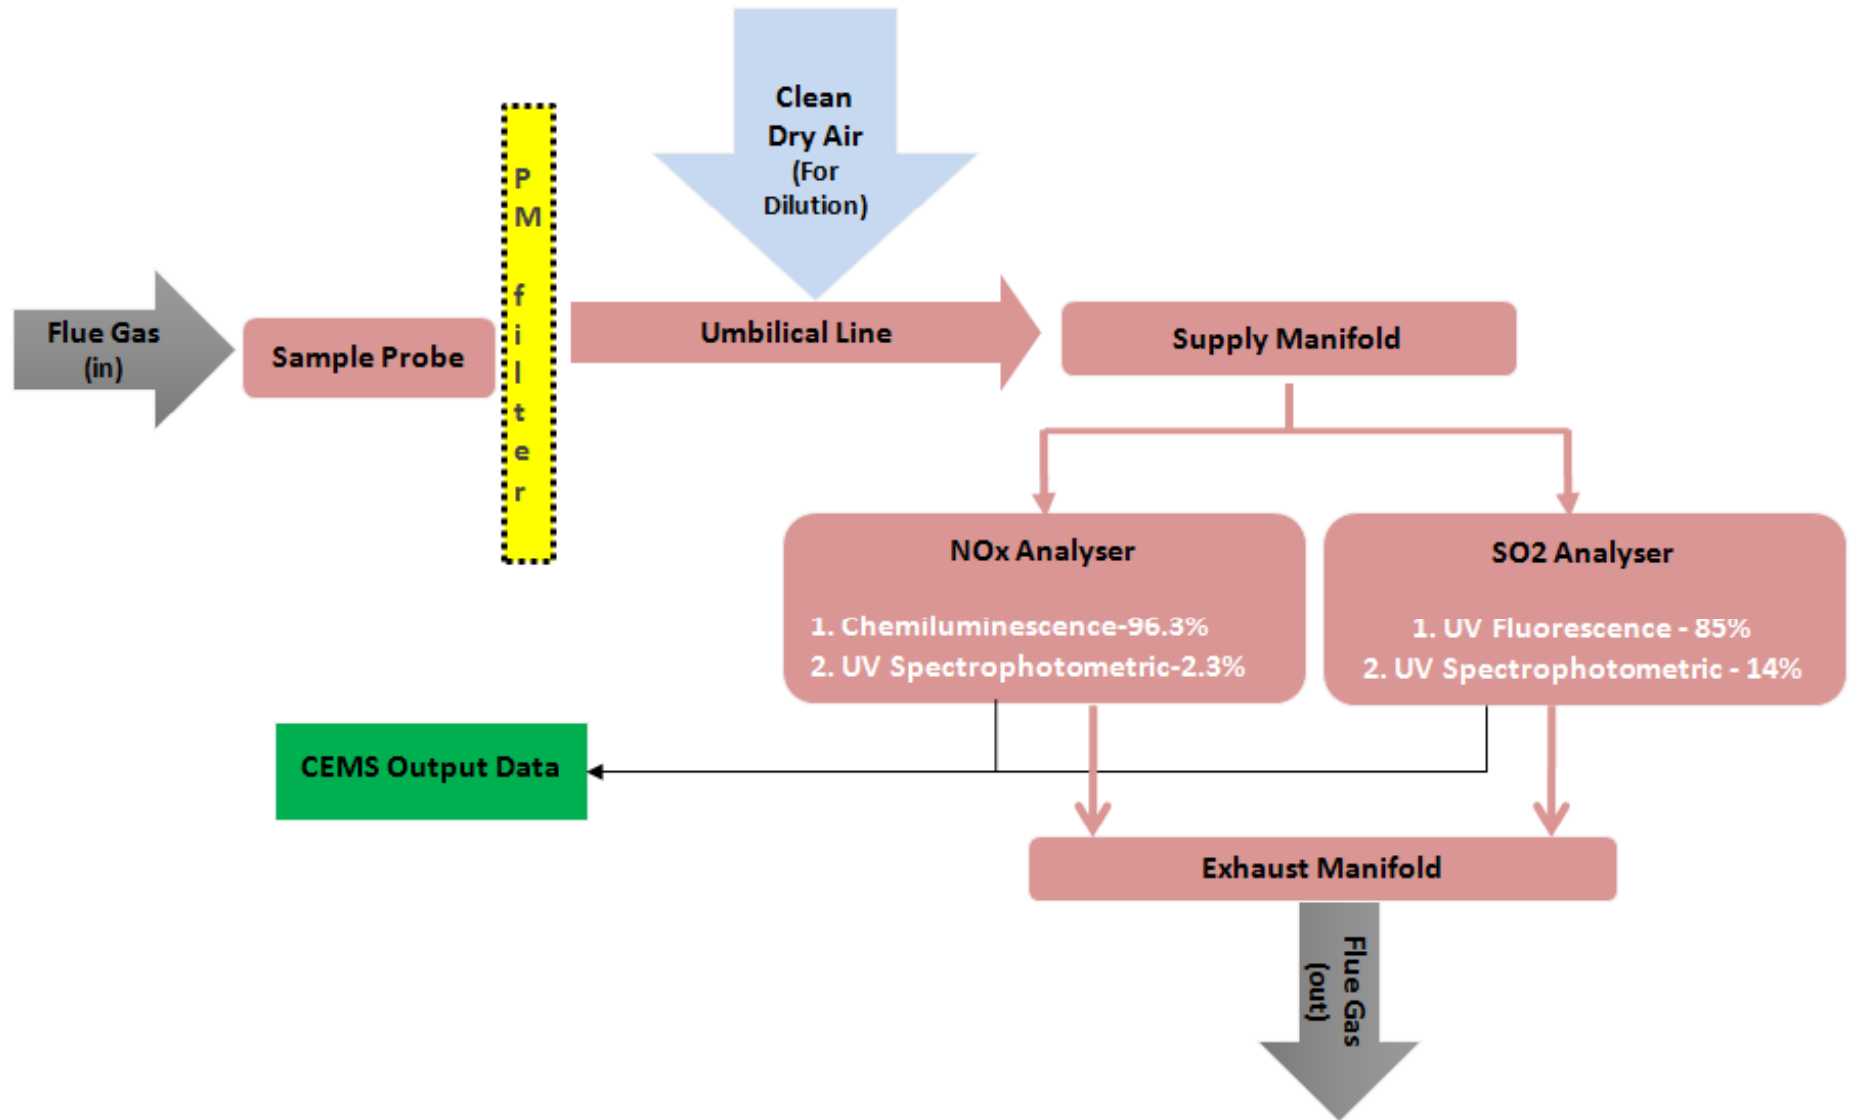 Clean
Dry Air
(For
Dilution)
PM filter
Flue Gas
(in)
Sample Probe
Umbilical Line
Supply Manifold
NOx Analyser
1. Chemiluminescence-96.3%
2. UV Spectrophotometric-2.3%
SO2 Analyser
1. UV Fluorescence - 85%
2. UV Spectrophotometric - 14%
CEMS Output Data
Exhaust Manifold
Flue Gas
(out)